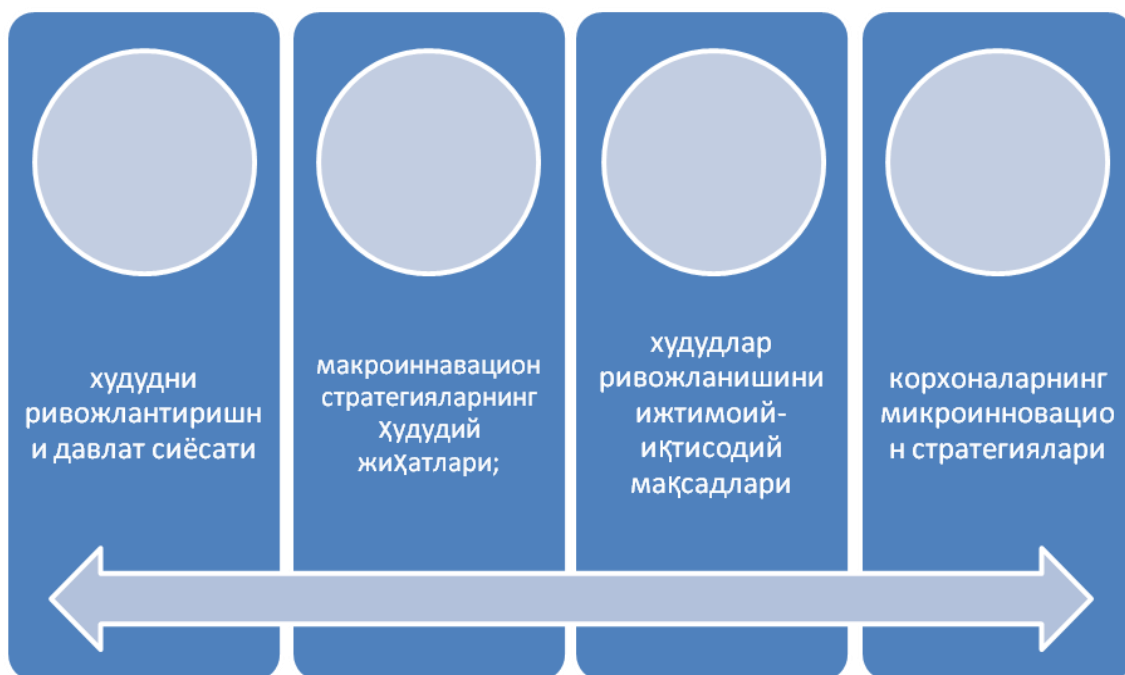 худудни
ривожлантиришн
и давлат сиёсати
макроиннавацион
стратегияларнинг
Ҳудудий
жиҲатлари;
худудлар
ривожланишини
ижтимоий-
иқтисодий
мақсадлари
корхоналарнинг
микроинновацио
н стратегиялари